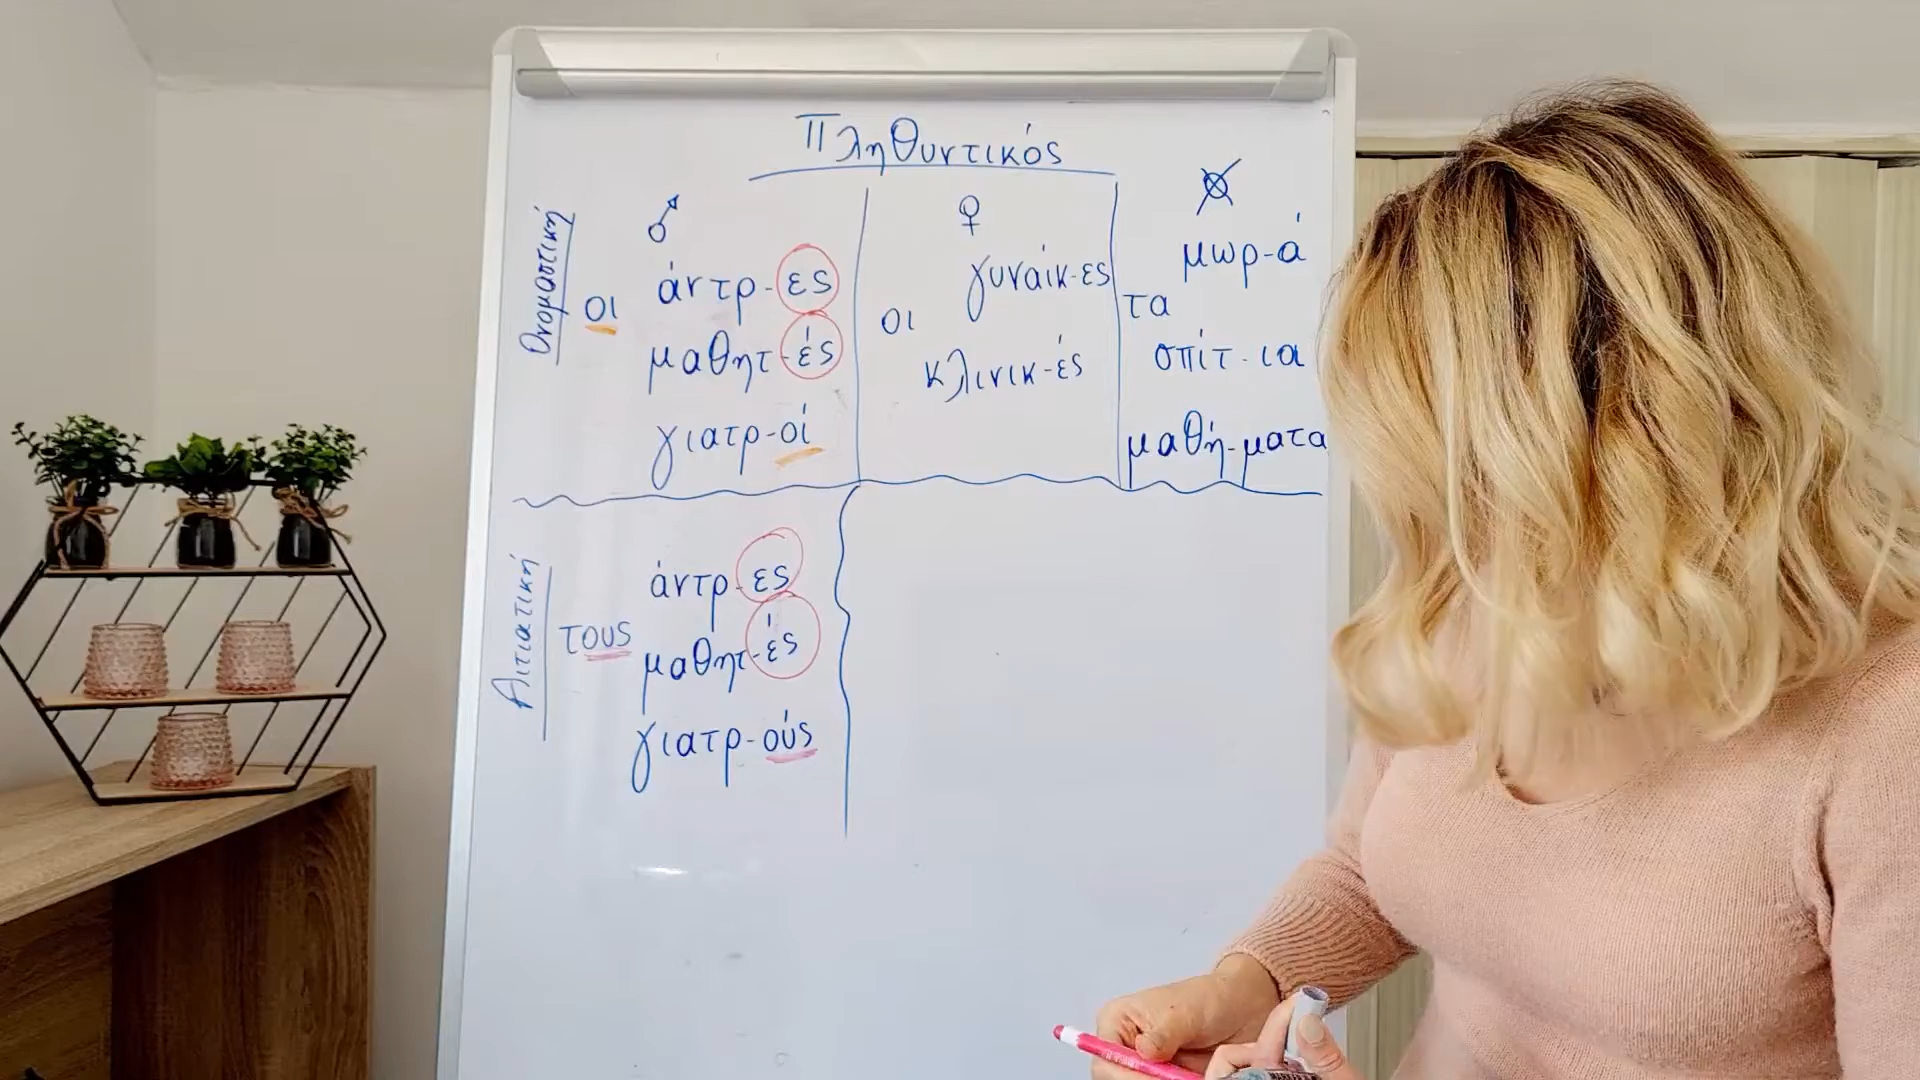 Πληθυντικός
Ονομαστική
οι
άντρ-ες
μαθητ-ές
γιατρ-οί
οι
γυναίκ-ες
κλινικ-ές
τα
μωρ-ά
σπίτ-ια
μαθή-ματα
Αιτιατική
τους
άντρ-ες
μαθητ-ές
γιατρ-ούς